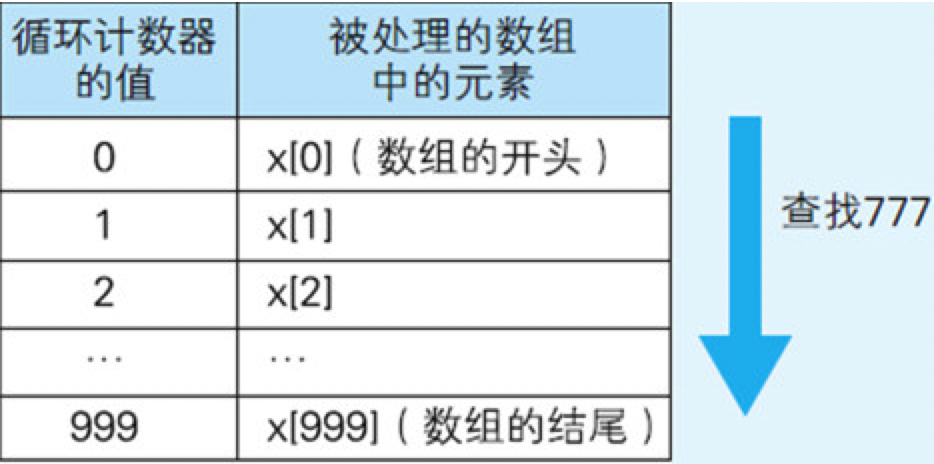 循环计数器
的值
被处理的数组
中的元素
0
x[0]（数组的开头）
1
x[1]
2
x[2]
…
…
999
x[999]（数组的结尾）
查找777